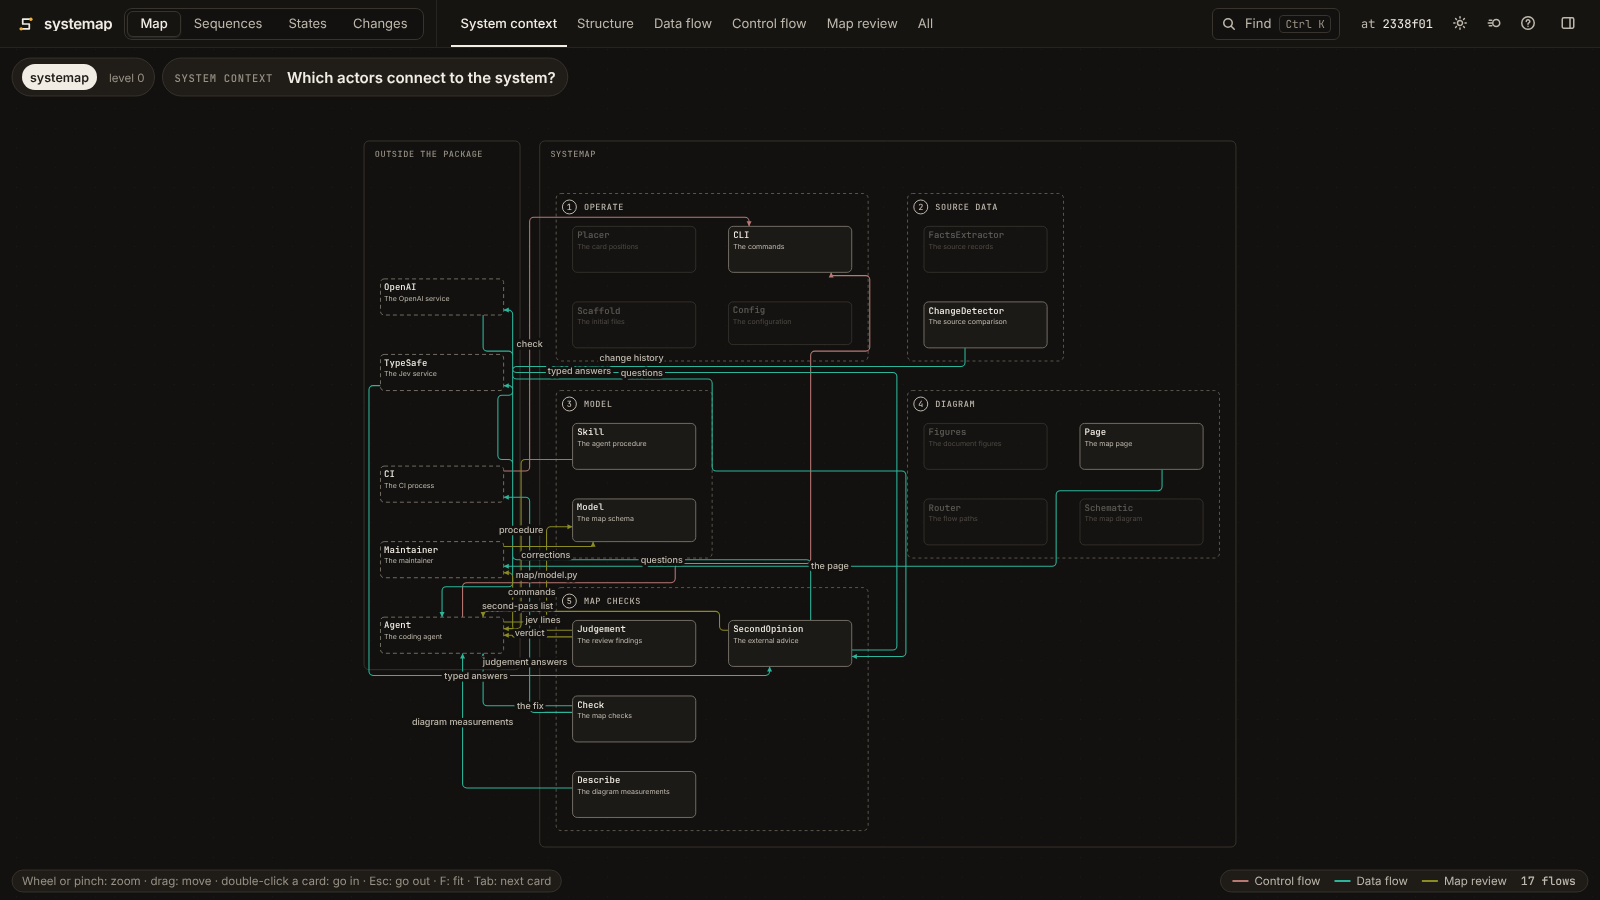 systemap
Map
Sequences
States
Changes
System context
Structure
Data flow
Control flow
Map review
All
Find
Ctrl K
at 2338f01
systemap
level 0
SYSTEM CONTEXT
Which actors connect to the system?
OUTSIDE THE PACKAGE
SYSTEMAP
1 OPERATE
Placer
The card positions
CLI
The commands
Scaffold
The initial files
Config
The configuration
2 SOURCE DATA
FactsExtractor
The source records
ChangeDetector
The source comparison
OpenAI
The OpenAI service
TypeSafe
The Jev service
CI
The CI process
Maintainer
The maintainer
Agent
The coding agent
check
change history
typed answers
questions
3 MODEL
Skill
The agent procedure
Model
The map schema
4 DIAGRAM
Figures
The document figures
Page
The map page
Router
The flow paths
Schematic
The map diagram
procedure
corrections
questions
the page
map/model.py
commands
second-pass list
jev lines
verdict
judgement answers
typed answers
the fix
diagram measurements
5 MAP CHECKS
Judgement
The review findings
SecondOpinion
The external advice
Check
The map checks
Describe
The diagram measurements
Wheel or pinch: zoom · drag: move · double-click a card: go in · Esc: go out · F: fit · Tab: next card
Control flow
Data flow
Map review
17 flows